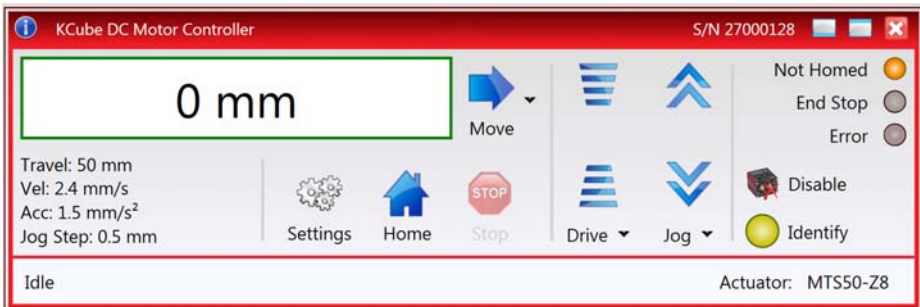 KCube DC Motor Controller
S/N 27000128
0 mm
Move
Not Homed
End Stop
Error
Travel: 50 mm
Vel: 2.4 mm/s
Acc: 1.5 mm/s²
Jog Step: 0.5 mm
Settings
Home
STOP
Stop
Drive
Jog
Disable
Identify
Idle
Actuator: MTS50-Z8